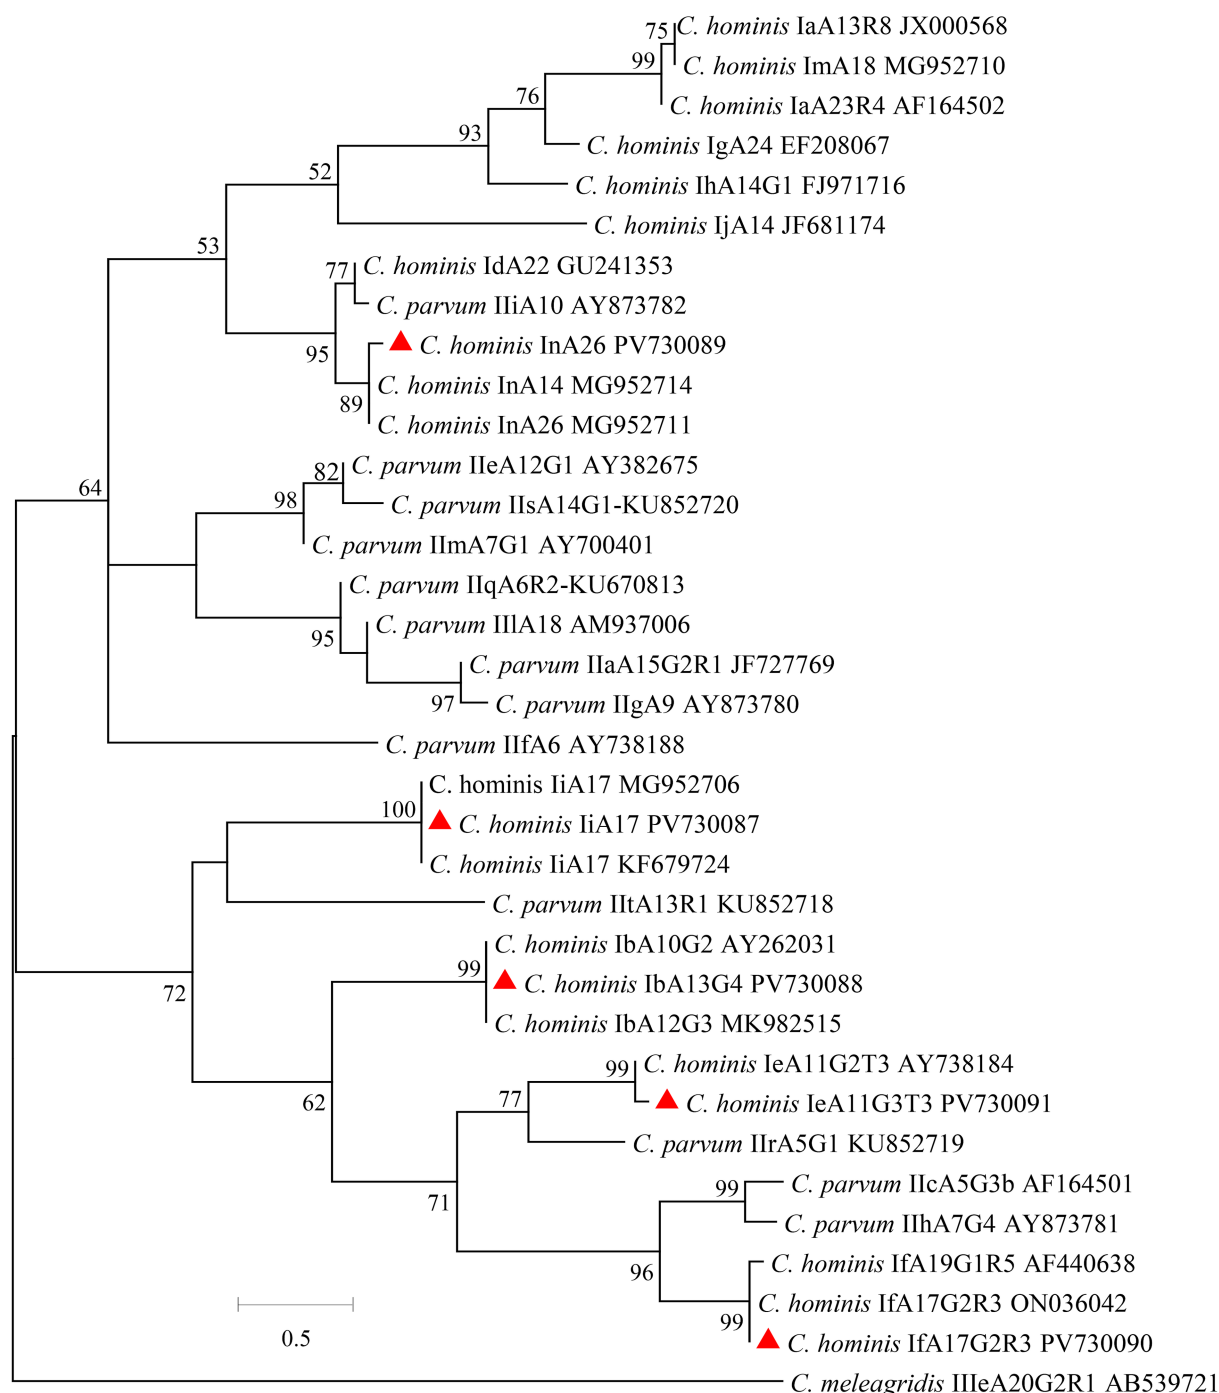 75 C. hominis IaA13R8 JX000568
99 C. hominis ImA18 MG952710
C. hominis IaA23R4 AF164502
76
93 C. hominis IgA24 EF208067
52 C. hominis IhA14G1 FJ971716
C. hominis IjA14 JF681174
53
77 C. hominis IdA22 GU241353
C. parvum IIiA10 AY873782
95 C. hominis InA26 PV730089
C. hominis InA14 MG952714
89 C. hominis InA26 MG952711
82 C. parvum IIeA12G1 AY382675
64 98 C. parvum IIsA14G1-KU852720
C. parvum IImA7G1 AY700401
C. parvum IIqA6R2-KU670813
95 C. parvum IIlA18 AM937006
C. parvum IIaA15G2R1 JF727769
97 C. parvum IIgA9 AY873780
C. parvum IIfA6 AY738188
C. hominis IiA17 MG952706
100 C. hominis IiA17 PV730087
C. hominis IiA17 KF679724
C. parvum IItA13R1 KU852718
C. hominis IbA10G2 AY262031
72 99 C. hominis IbA13G4 PV730088
C. hominis IbA12G3 MK982515
99 C. hominis IeA11G2T3 AY738184
62 77 C. hominis IeA11G3T3 PV730091
C. parvum IIrA5G1 KU852719
71 99 C. parvum IIcA5G3b AF164501
C. parvum IIhA7G4 AY873781
96 C. hominis IfA19G1R5 AF440638
C. hominis IfA17G2R3 ON036042
0.5 99 C. hominis IfA17G2R3 PV730090
C. meleagridis IIIeA20G2R1 AB539721